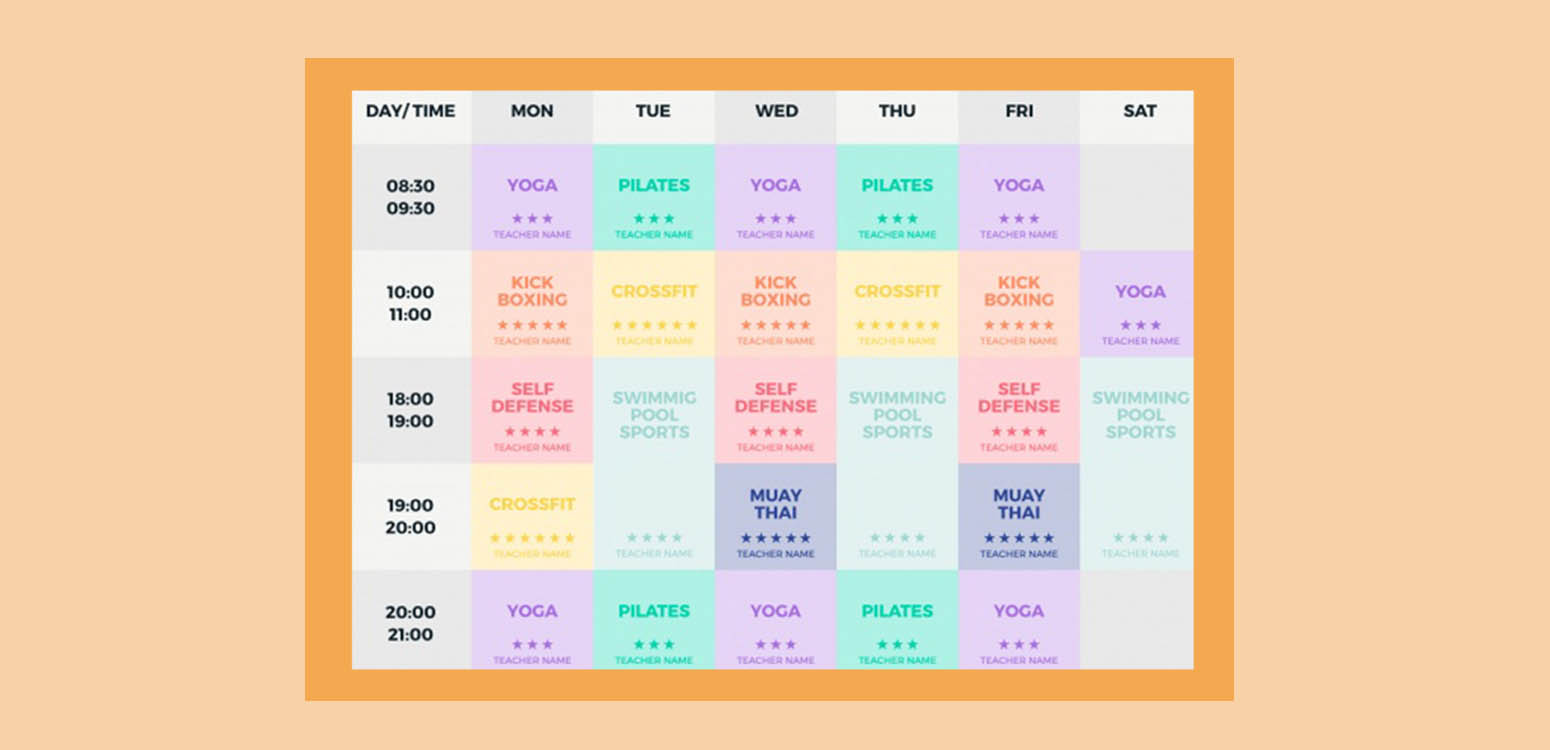 DAY/TIME MON TUE WED THU FRI SAT
08:30
09:30
YOGA
★★★
TEACHER NAME
PILATES
★★★
TEACHER NAME
YOGA
★★★
TEACHER NAME
PILATES
★★★
TEACHER NAME
YOGA
★★★
TEACHER NAME
10:00
11:00
KICK
BOXING
★★★★★
TEACHER NAME
CROSSFIT
★★★★★★
TEACHER NAME
KICK
BOXING
★★★★★
TEACHER NAME
CROSSFIT
★★★★★★
TEACHER NAME
KICK
BOXING
★★★★★
TEACHER NAME
YOGA
★★★
TEACHER NAME
18:00
19:00
SELF
DEFENSE
★★★★
TEACHER NAME
SWIMMIG
POOL
SPORTS
★★★★
TEACHER NAME
SELF
DEFENSE
★★★★
TEACHER NAME
SWIMMING
POOL
SPORTS
★★★★
TEACHER NAME
SELF
DEFENSE
★★★★
TEACHER NAME
SWIMMING
POOL
SPORTS
★★★★
TEACHER NAME
19:00
20:00
CROSSFIT
★★★★★★
TEACHER NAME
MUAY
THAI
★★★★★
TEACHER NAME
MUAY
THAI
★★★★★
TEACHER NAME
20:00
21:00
YOGA
★★★
TEACHER NAME
PILATES
★★★
TEACHER NAME
YOGA
★★★
TEACHER NAME
PILATES
★★★
TEACHER NAME
YOGA
★★★
TEACHER NAME